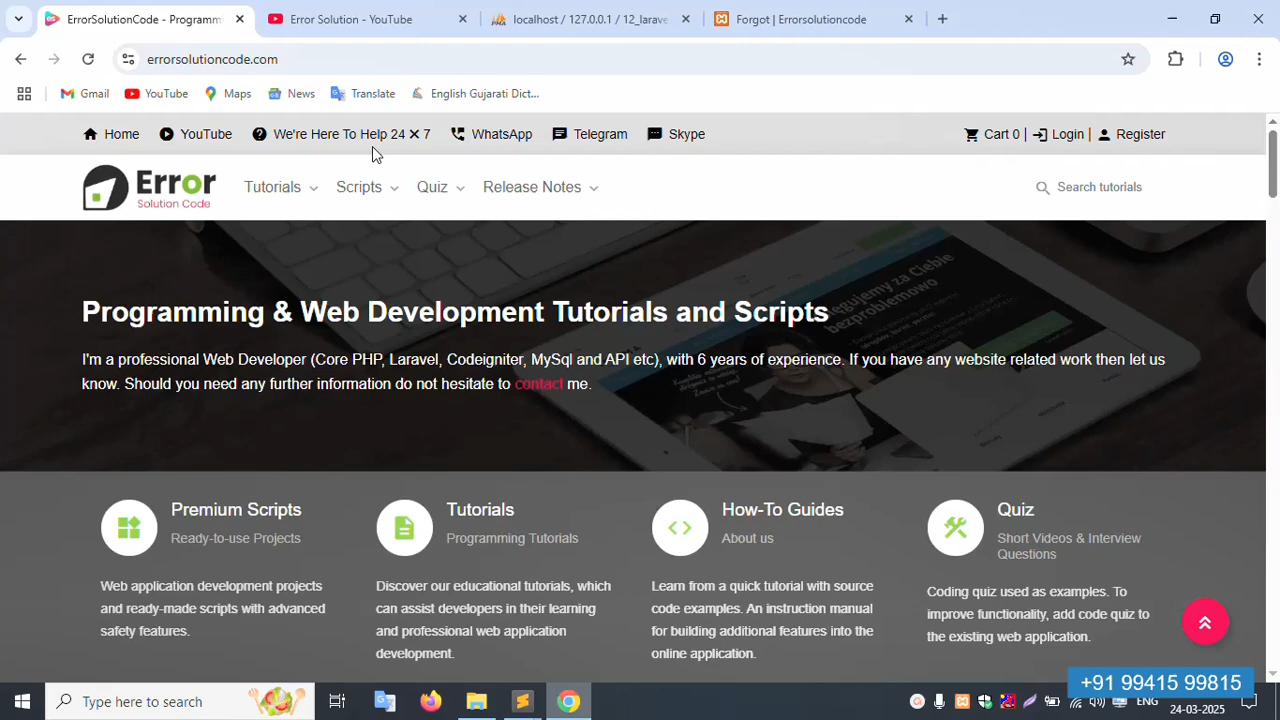 ErrorSolutionCode - Programm
Error Solution - YouTube
localhost / 127.0.0.1 / 12_larave
Forgot | Errorsolutioncode
errorsolutioncode.com
Gmail
YouTube
Maps
News
Translate
English Gujarati Dict...
Home
YouTube
We're Here To Help 24 ✕ 7
WhatsApp
Telegram
Skype
Cart 0 |
Login |
Register
Error
Solution Code
Tutorials
Scripts
Quiz
Release Notes
Search tutorials
Programming & Web Development Tutorials and Scripts
I'm a professional Web Developer (Core PHP, Laravel, Codeigniter, MySql and API etc), with 6 years of experience. If you have any website related work then let us
know. Should you need any further information do not hesitate to contact me.
Premium Scripts
Ready-to-use Projects
Web application development projects
and ready-made scripts with advanced
safety features.
Tutorials
Programming Tutorials
Discover our educational tutorials, which
can assist developers in their learning
and professional web application
development.
How-To Guides
About us
Learn from a quick tutorial with source
code examples. An instruction manual
for building additional features into the
online application.
Quiz
Short Videos & Interview
Questions
Coding quiz used as examples. To
improve functionality, add code quiz to
the existing web application.
+91 99415 99815
Type here to search
ENG
24-03-2025